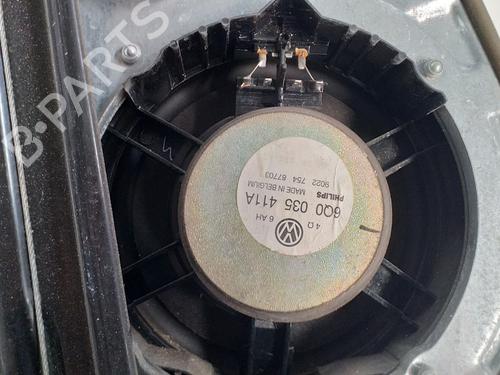 B-PARTS
9022 754 87703
MADE IN BELGIUM
PHILIPS
6Q0 035 411A
4Ω 6 AH